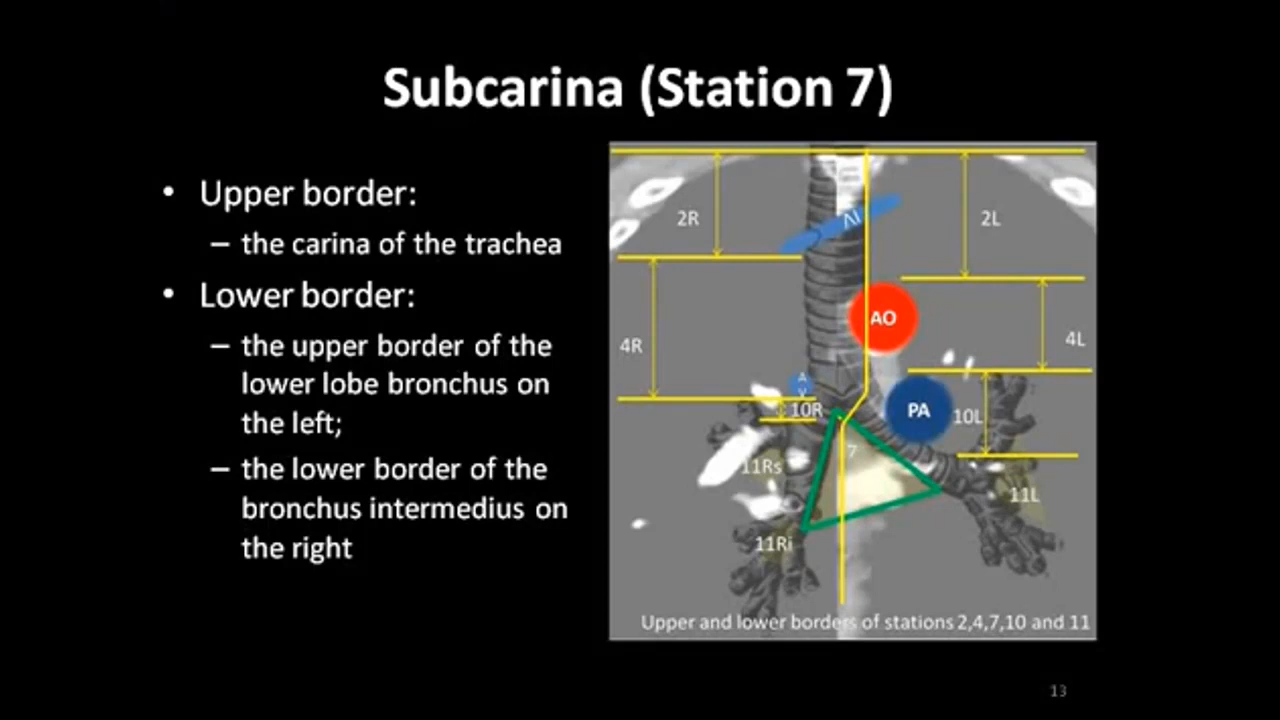 Subcarina (Station 7)
• Upper border:
– the carina of the trachea
• Lower border:
– the upper border of the
lower lobe bronchus on
the left;
– the lower border of the
bronchus intermedius on
the right
2R
2L
AO
4R
4L
A
V
10R
PA
10L
7
11Rs
11L
11Ri
Upper and lower borders of stations 2,4,7,10 and 11
13